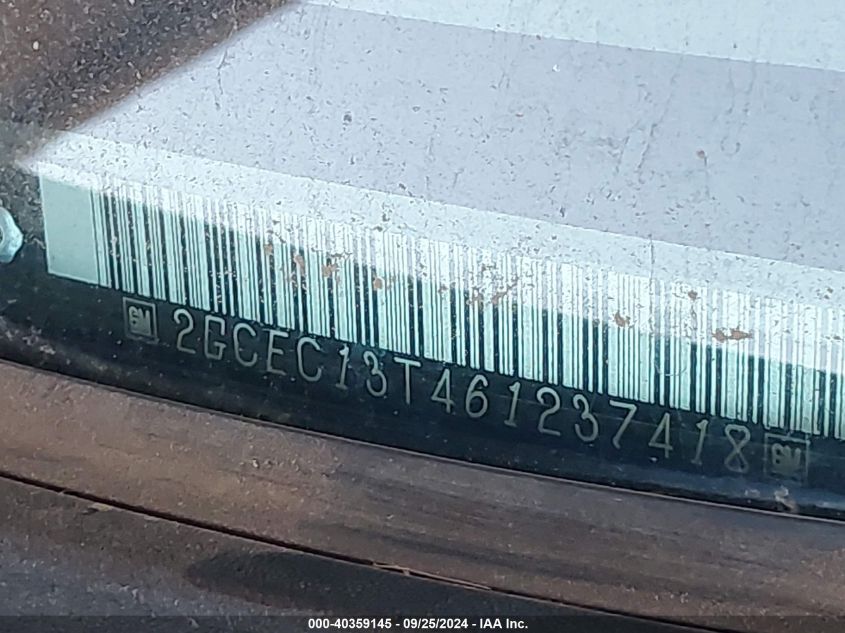 GM 2GCEC13T461237418 GM
000-40359145 - 09/25/2024 - IAA Inc.